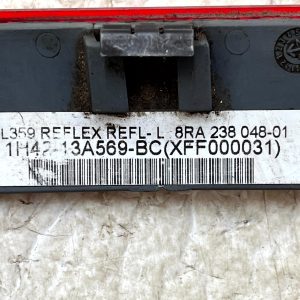 L359 REFLEX REFL- L 8RA 238 048-01
1H42-13A569-BC(XFF000031)